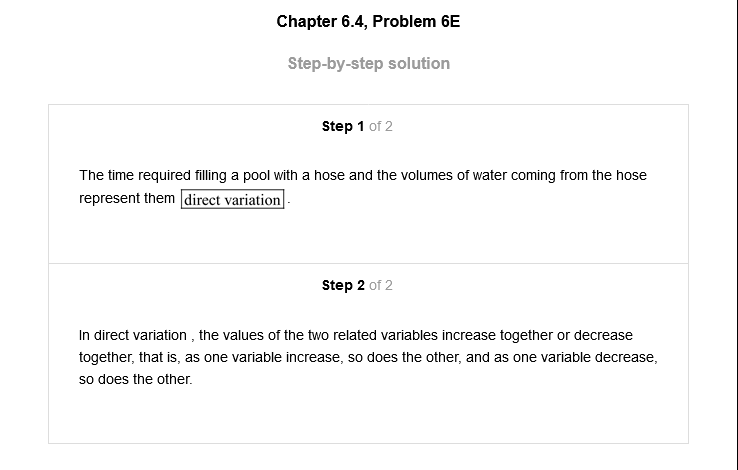 Chapter 6.4, Problem 6E
Step-by-step solution
Step 1 of 2
The time required filling a pool with a hose and the volumes of water coming from the hose
represent them direct variation .
Step 2 of 2
In direct variation , the values of the two related variables increase together or decrease
together, that is, as one variable increase, so does the other, and as one variable decrease,
so does the other.